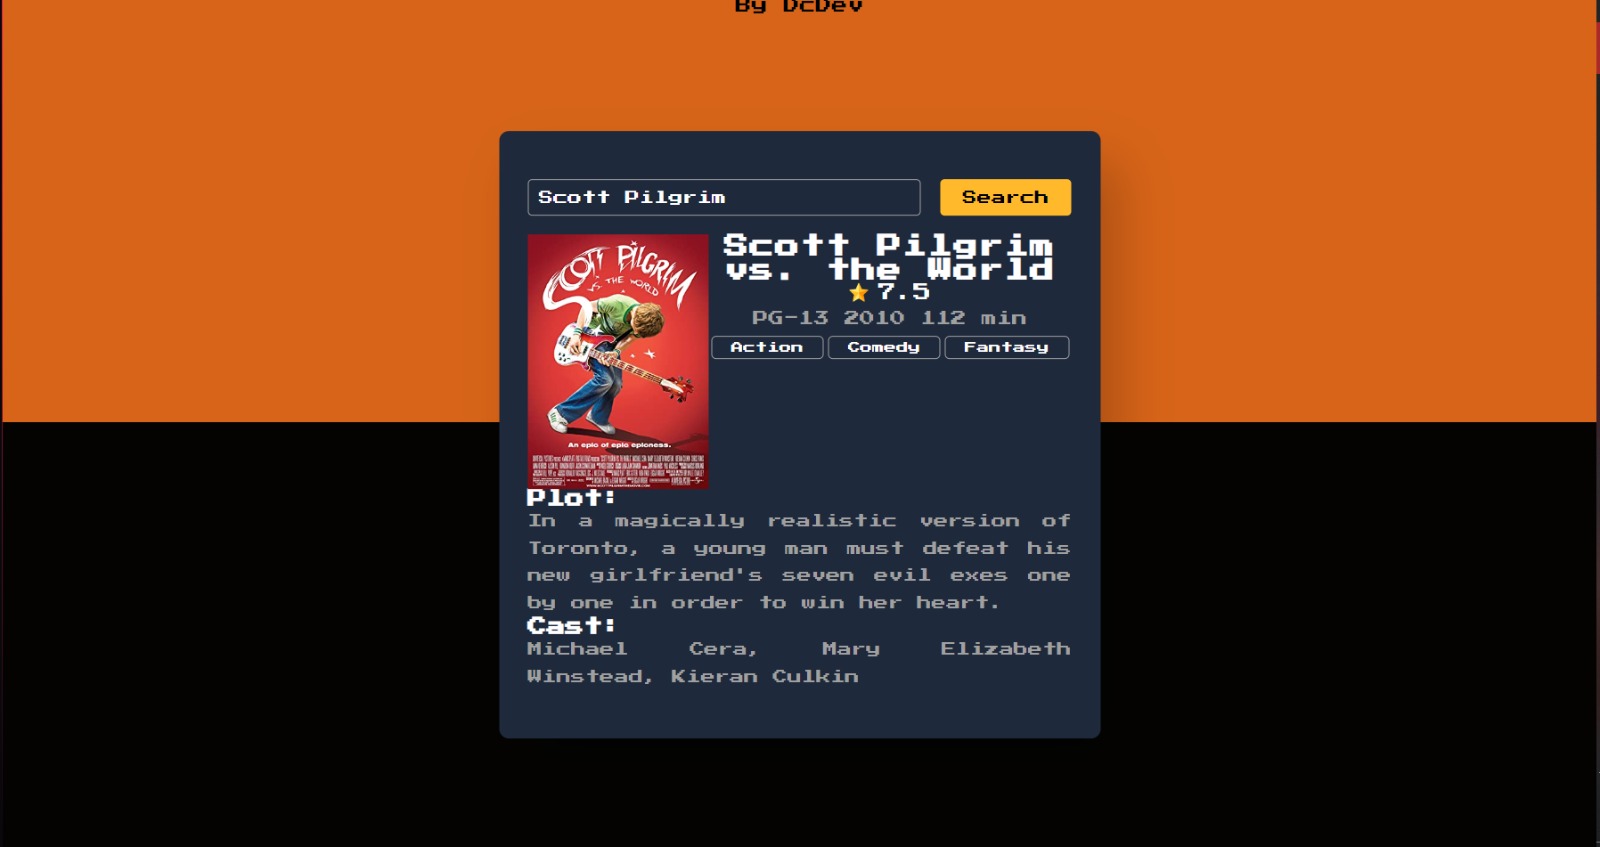 By DcDev
Scott Pilgrim
Search
SCOTT PILGRIM
VS. THE WORLD
An epic of epic epicness.
Scott Pilgrim
vs. the World
⭐ 7.5
PG-13 2010 112 min
Action
Comedy
Fantasy
Plot:
In a magically realistic version of
Toronto, a young man must defeat his
new girlfriend's seven evil exes one
by one in order to win her heart.
Cast:
Michael Cera, Mary Elizabeth
Winstead, Kieran Culkin